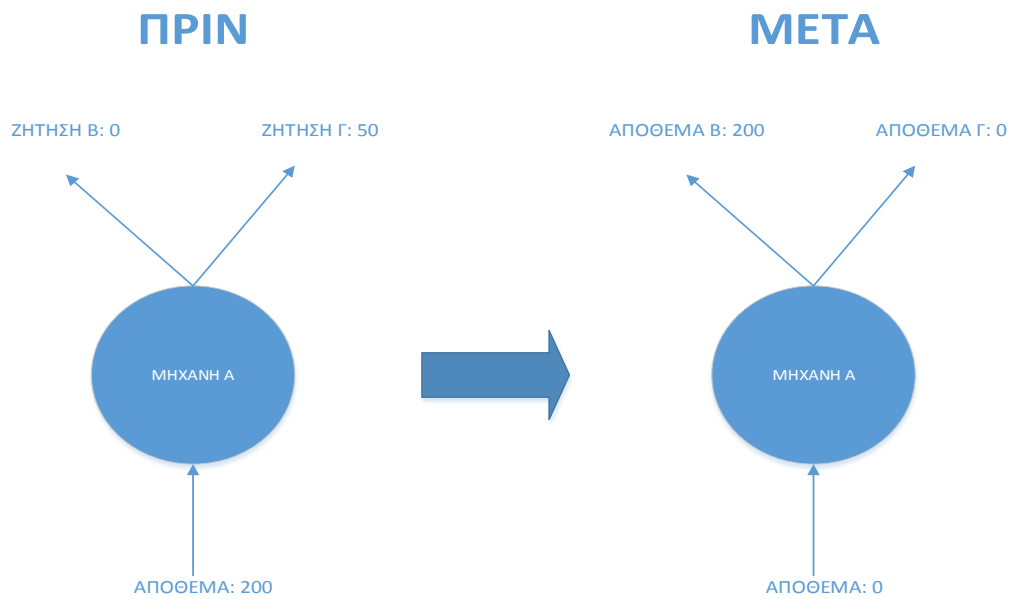 ΠΡΙΝ
ΜΕΤΑ
ΖΗΤΗΣΗ Β: 0
ΖΗΤΗΣΗ Γ: 50
ΑΠΟΘΕΜΑ Β: 200
ΑΠΟΘΕΜΑ Γ: 0
ΜΗΧΑΝΗ Α
ΜΗΧΑΝΗ Α
ΑΠΟΘΕΜΑ: 200
ΑΠΟΘΕΜΑ: 0